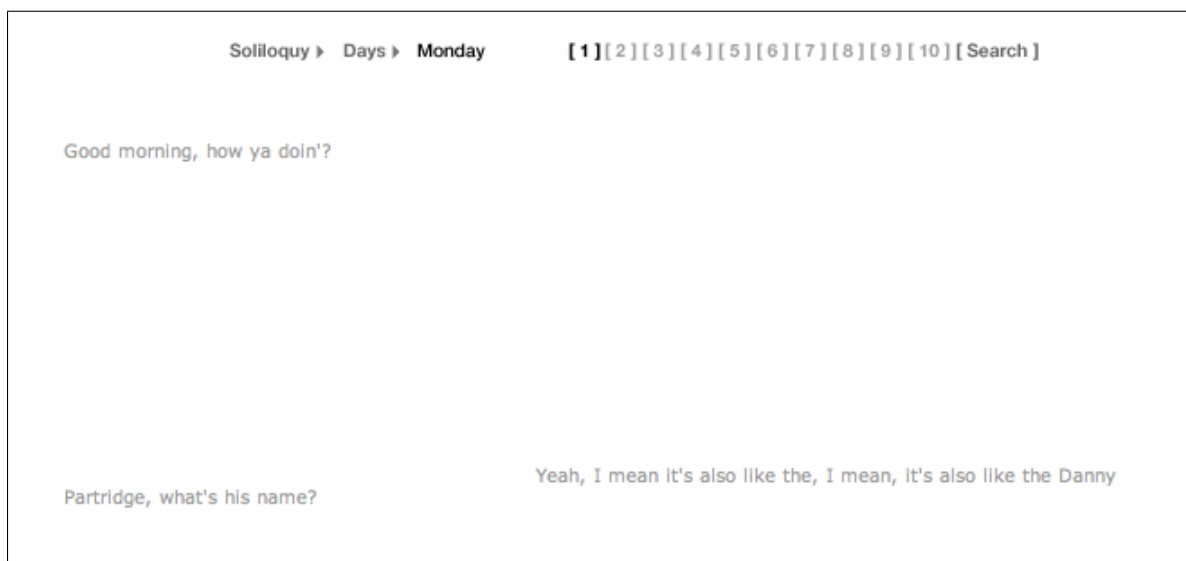 Soliloquy Days Monday [ 1 ] [ 2 ] [ 3 ] [ 4 ] [ 5 ] [ 6 ] [ 7 ] [ 8 ] [ 9 ] [ 10 ] [ Search ]
Good morning, how ya doin'?
Yeah, I mean it's also like the, I mean, it's also like the Danny
Partridge, what's his name?